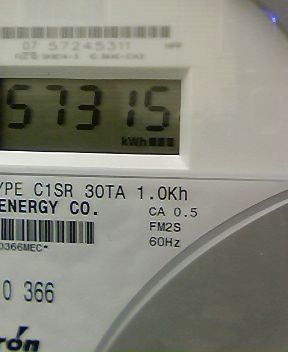 07 57245311
57315
kWh
YPE C1SR 30TA 1.0Kh
ENERGY CO.
CA 0.5
FM2S
60Hz
0366MEC*
0 366
ron